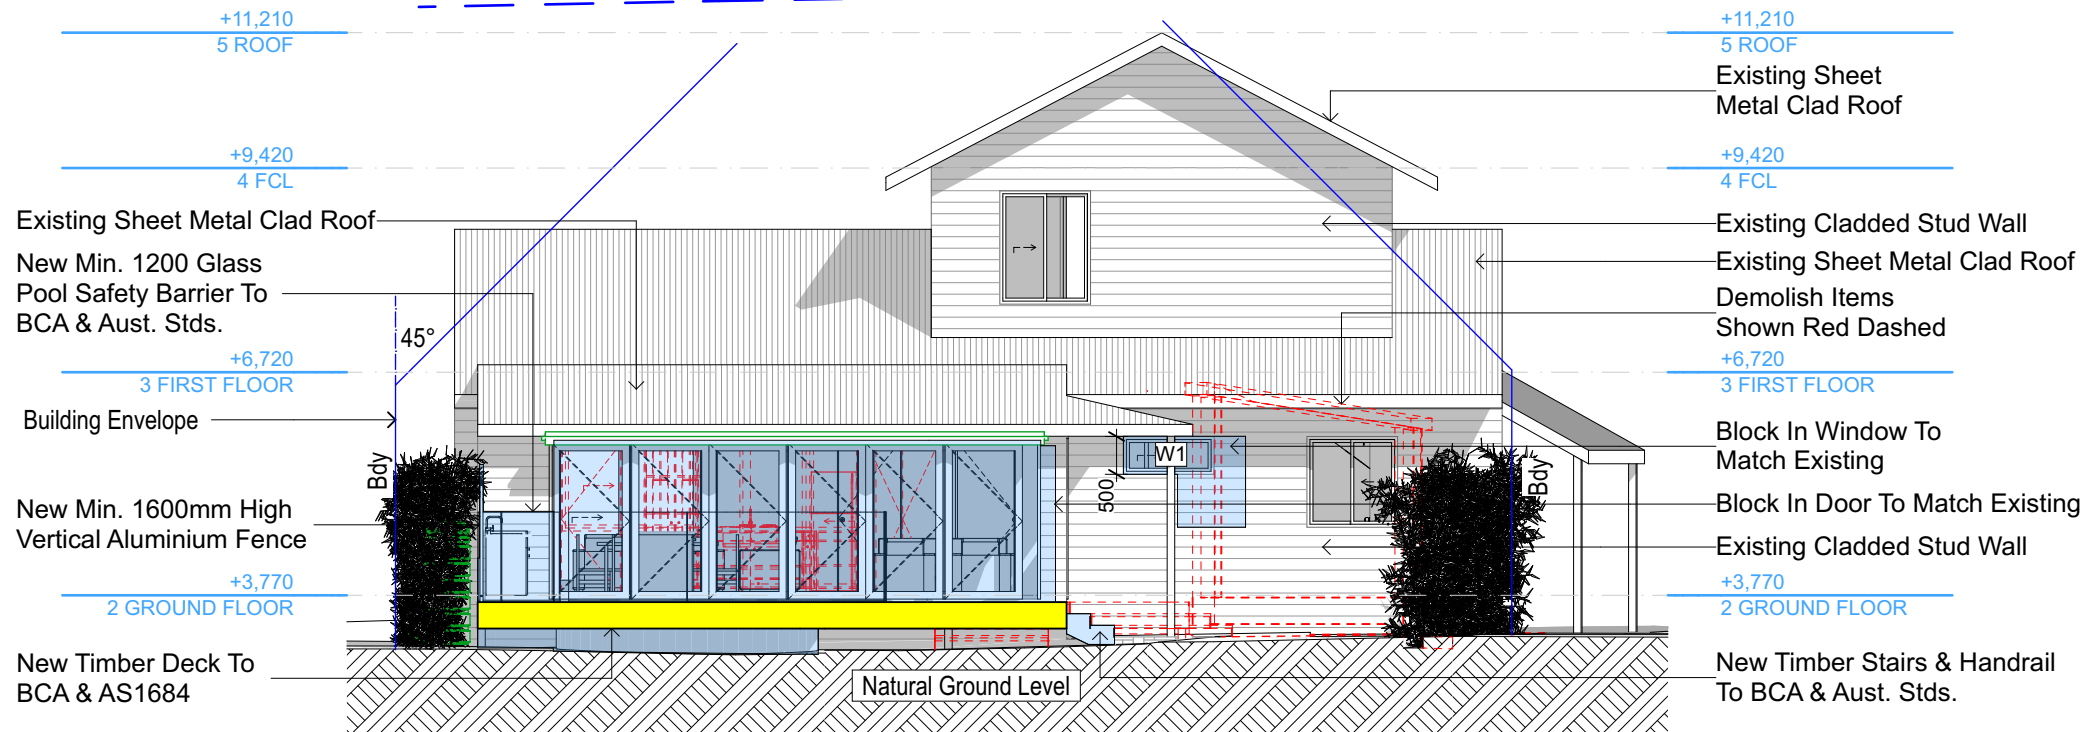 +11,210
5 ROOF
+9,420
4 FCL
Existing Sheet Metal Clad Roof
New Min. 1200 Glass
Pool Safety Barrier To
BCA & Aust. Stds.
45°
+6,720
3 FIRST FLOOR
Building Envelope
Bdy
New Min. 1600mm High
Vertical Aluminium Fence
+3,770
2 GROUND FLOOR
New Timber Deck To
BCA & AS1684
W1
500
Natural Ground Level
+11,210
5 ROOF
Existing Sheet
Metal Clad Roof
+9,420
4 FCL
Existing Cladded Stud Wall
Existing Sheet Metal Clad Roof
Demolish Items
Shown Red Dashed
+6,720
3 FIRST FLOOR
Block In Window To
Match Existing
Bdy
Block In Door To Match Existing
Existing Cladded Stud Wall
+3,770
2 GROUND FLOOR
New Timber Stairs & Handrail
To BCA & Aust. Stds.